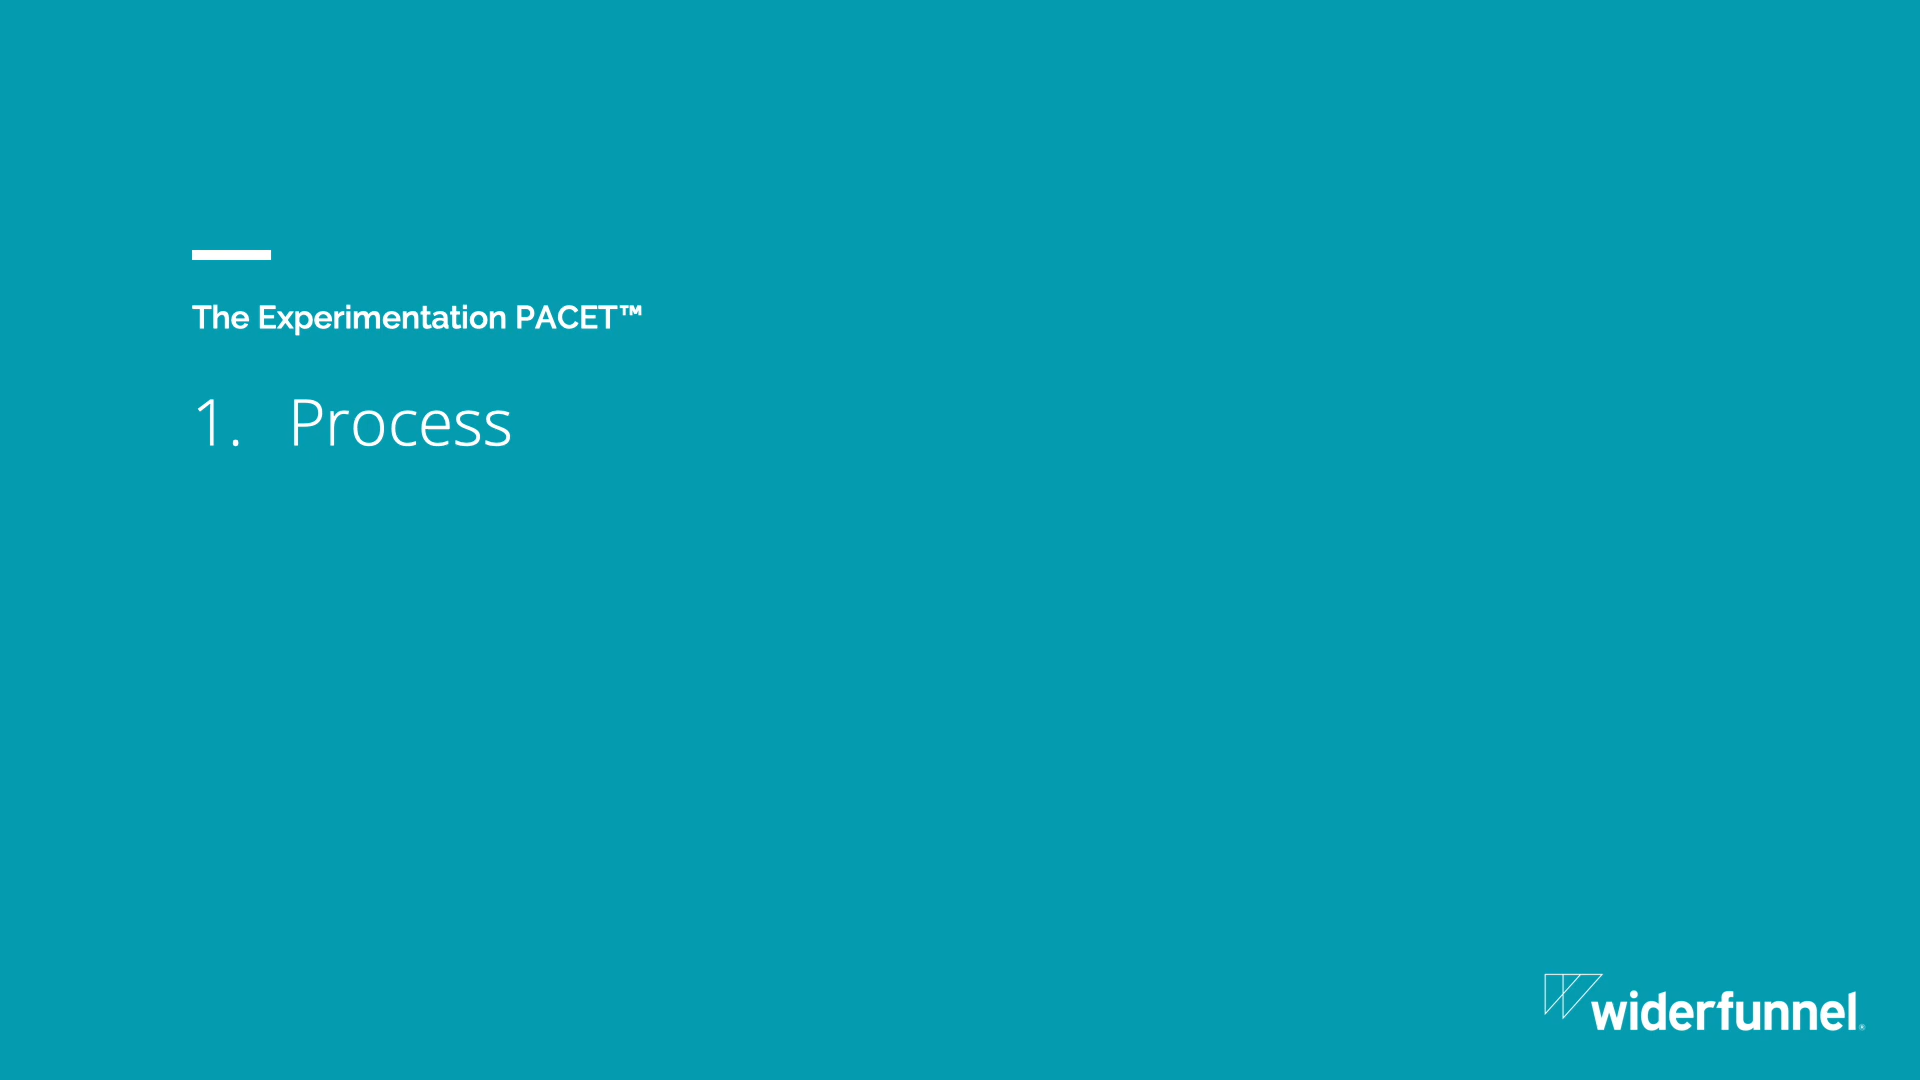 The Experimentation PACET™
1. Process
widerfunnel®